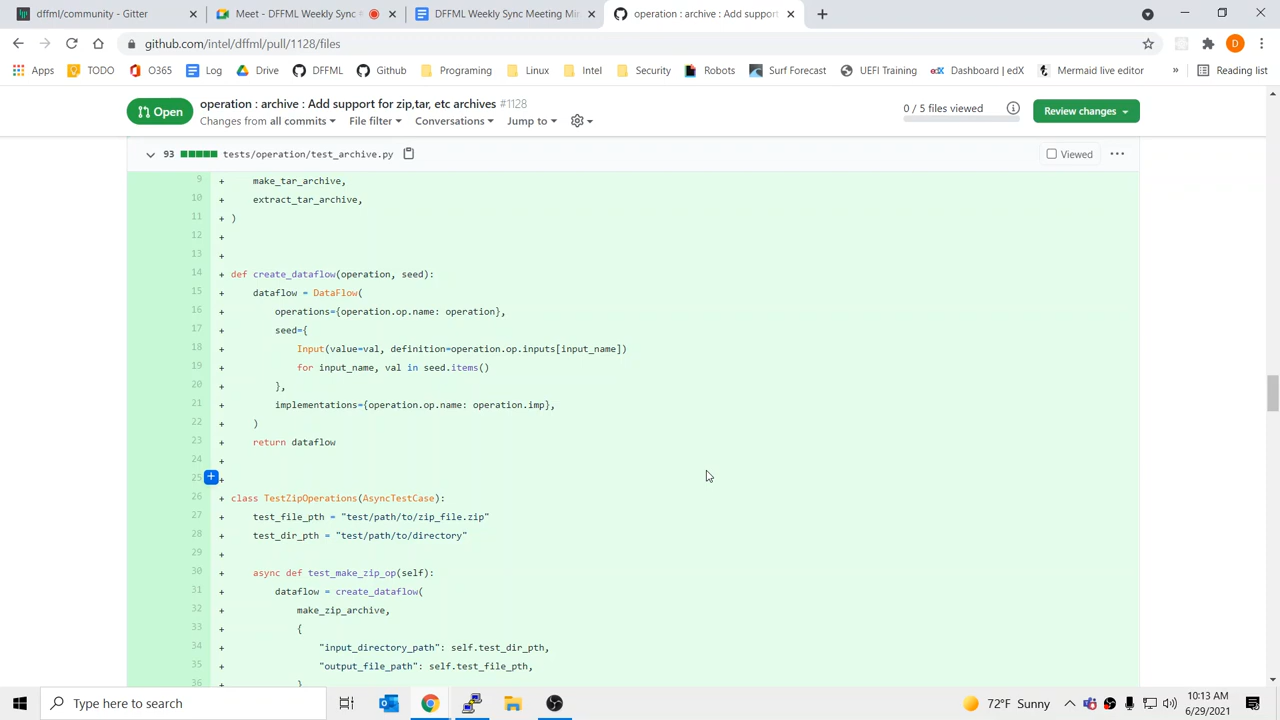 dffml/community - Gitter
Meet - DFFML Weekly Sync
DFFML Weekly Sync Meeting Min
operation : archive : Add support
github.com/intel/dffml/pull/1128/files
D
Apps
TODO
O365
Log
Drive
DFFML
Github
Programing
Linux
Intel
Security
Robots
Surf Forecast
UEFI Training
edX
Dashboard | edX
Mermaid live editor
»
Reading list
Open
operation : archive : Add support for zip,tar, etc archives #1128
Changes from all commits
File filter
Conversations
Jump to
0 / 5 files viewed
Review changes
93
tests/operation/test_archive.py
Viewed
9 + make_tar_archive,
10 + extract_tar_archive,
11 + )
12 +
13 +
14 + def create_dataflow(operation, seed):
15 + dataflow = DataFlow(
16 + operations={operation.op.name: operation},
17 + seed={
18 + Input(value=val, definition=operation.op.inputs[input_name])
19 + for input_name, val in seed.items()
20 + },
21 + implementations={operation.op.name: operation.imp},
22 + )
23 + return dataflow
24 +
25 +
26 + class TestZipOperations(AsyncTestCase):
27 + test_file_pth = "test/path/to/zip_file.zip"
28 + test_dir_pth = "test/path/to/directory"
29 +
30 + async def test_make_zip_op(self):
31 + dataflow = create_dataflow(
32 + make_zip_archive,
33 + {
34 + "input_directory_path": self.test_dir_pth,
35 + "output_file_path": self.test_file_pth,
36 + }
Type here to search
72°F Sunny
10:13 AM
6/29/2021